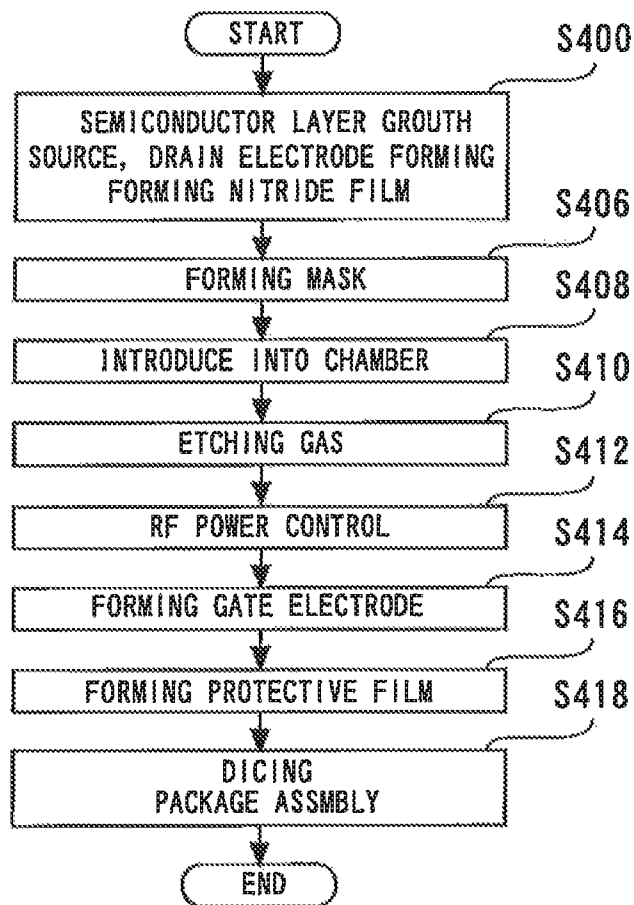 START
S400
SEMICONDUCTOR LAYER GROUTH
SOURCE, DRAIN ELECTRODE FORMING
FORMING NITRIDE FILM
S406
FORMING MASK
S408
INTRODUCE INTO CHAMBER
S410
ETCHING GAS
S412
RF POWER CONTROL
S414
FORMING GATE ELECTRODE
S416
FORMING PROTECTIVE FILM
S418
DICING
PACKAGE ASSMBLY
END